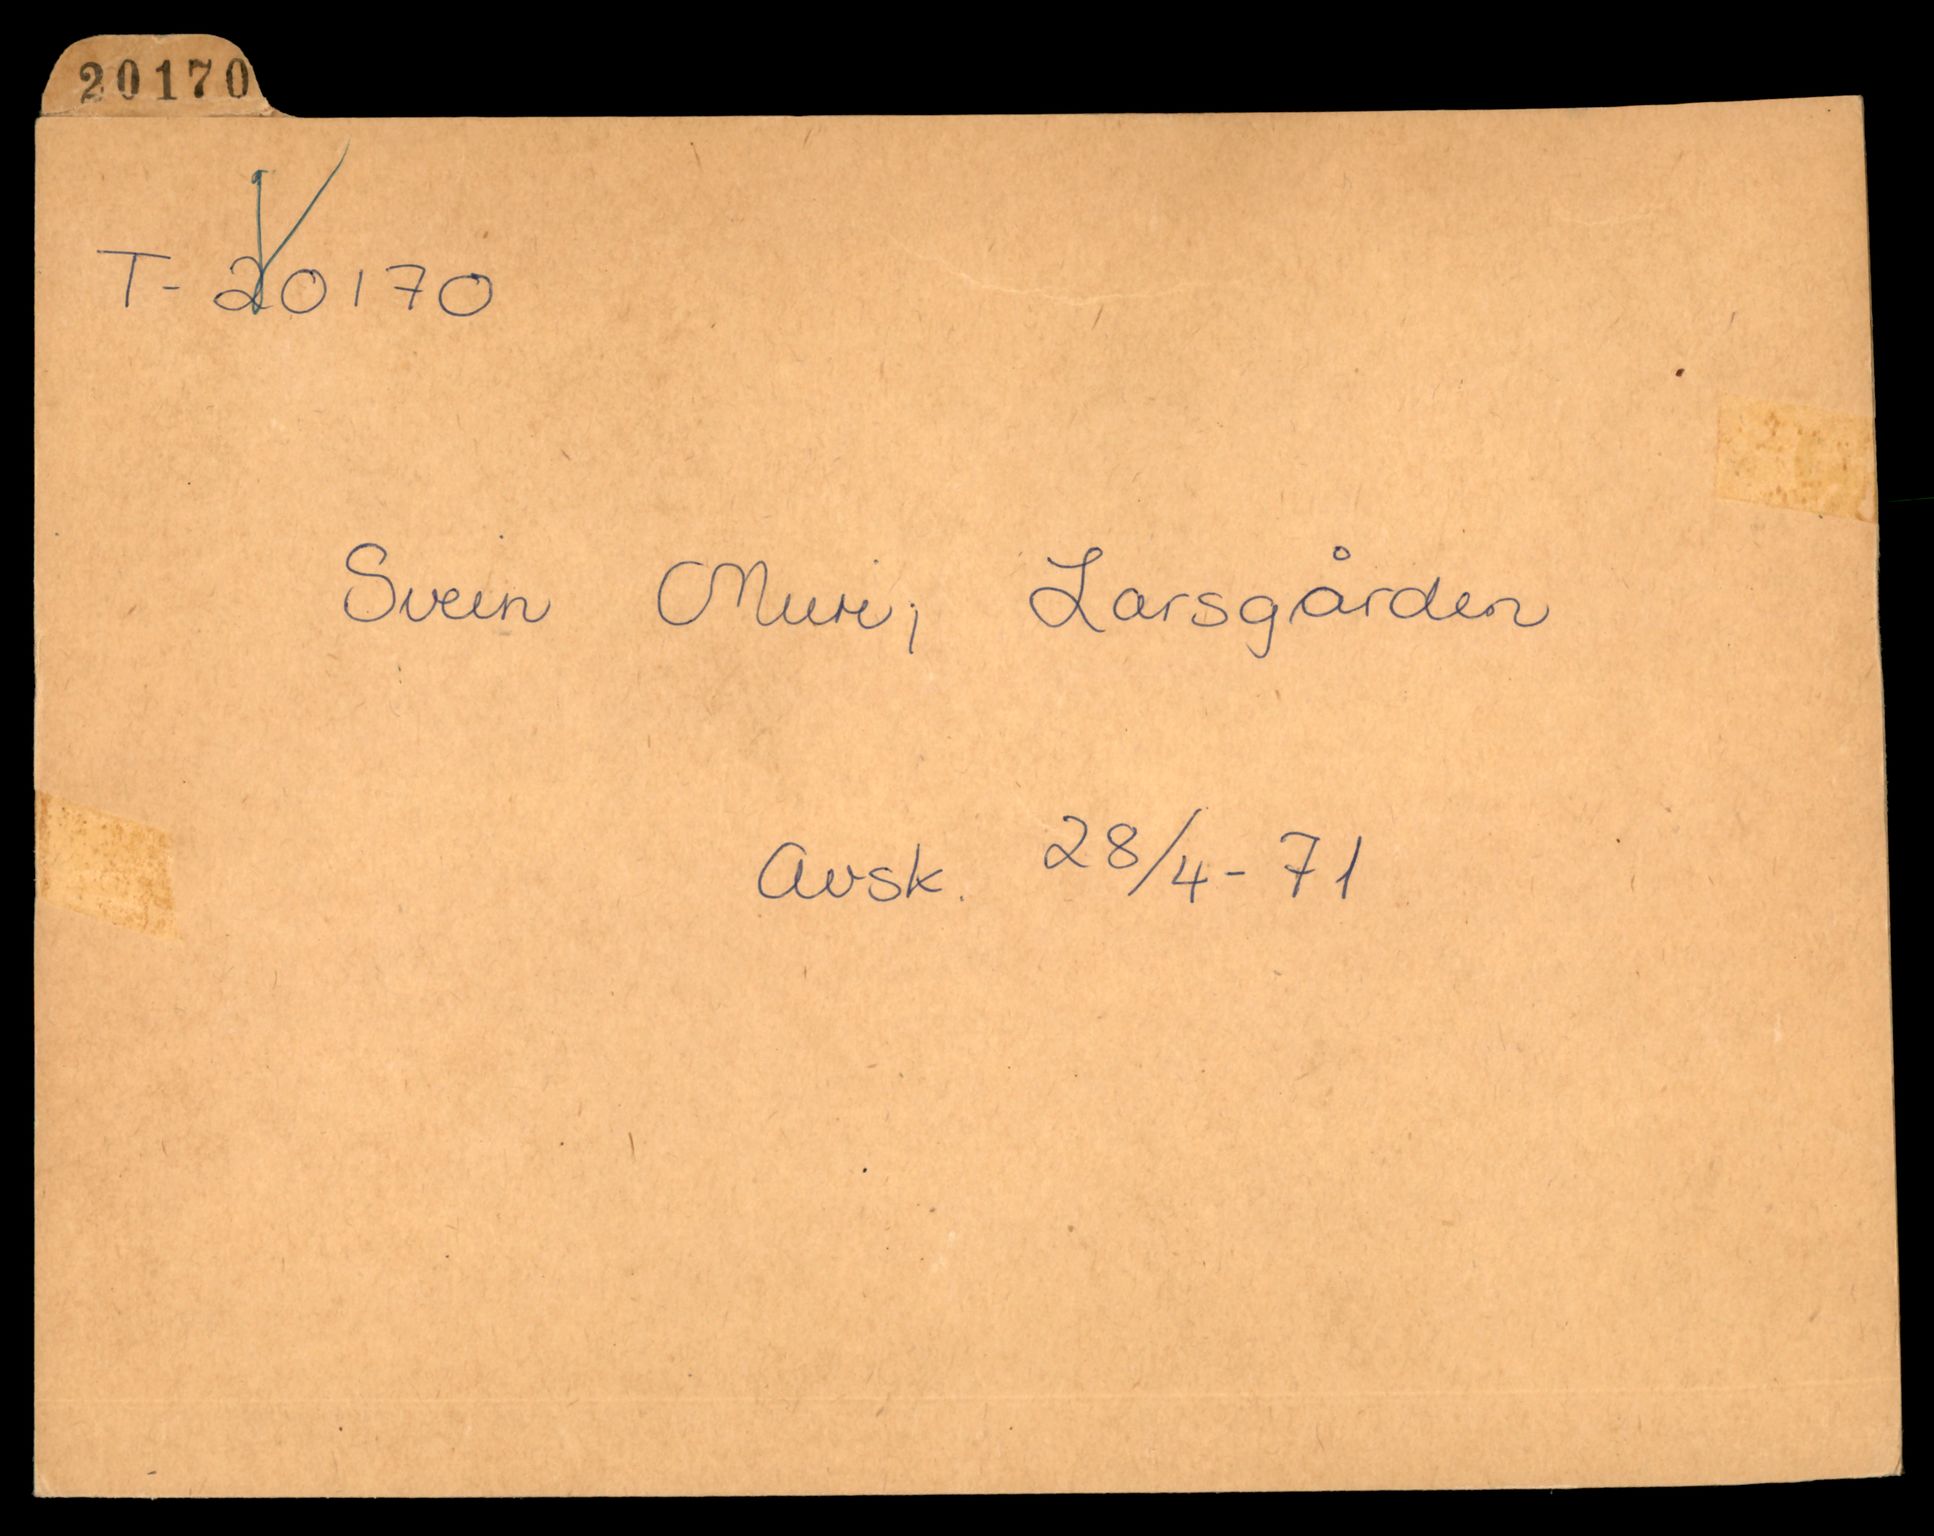 20170
T-20170
Svein Muri, Larsgården
Avsk. 28/4-71